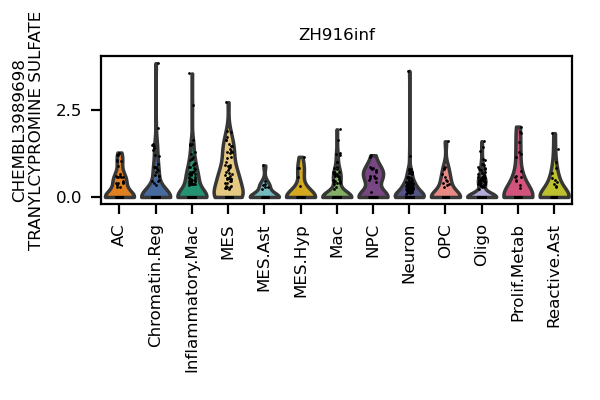 ZH916inf
CHEMBL3989698
TRANYLCYPROMINE SULFATE
2.5
0.0
AC
Chromatin.Reg
Inflammatory.Mac
MES
MES.Ast
MES.Hyp
Mac
NPC
Neuron
OPC
Oligo
Prolif.Metab
Reactive.Ast